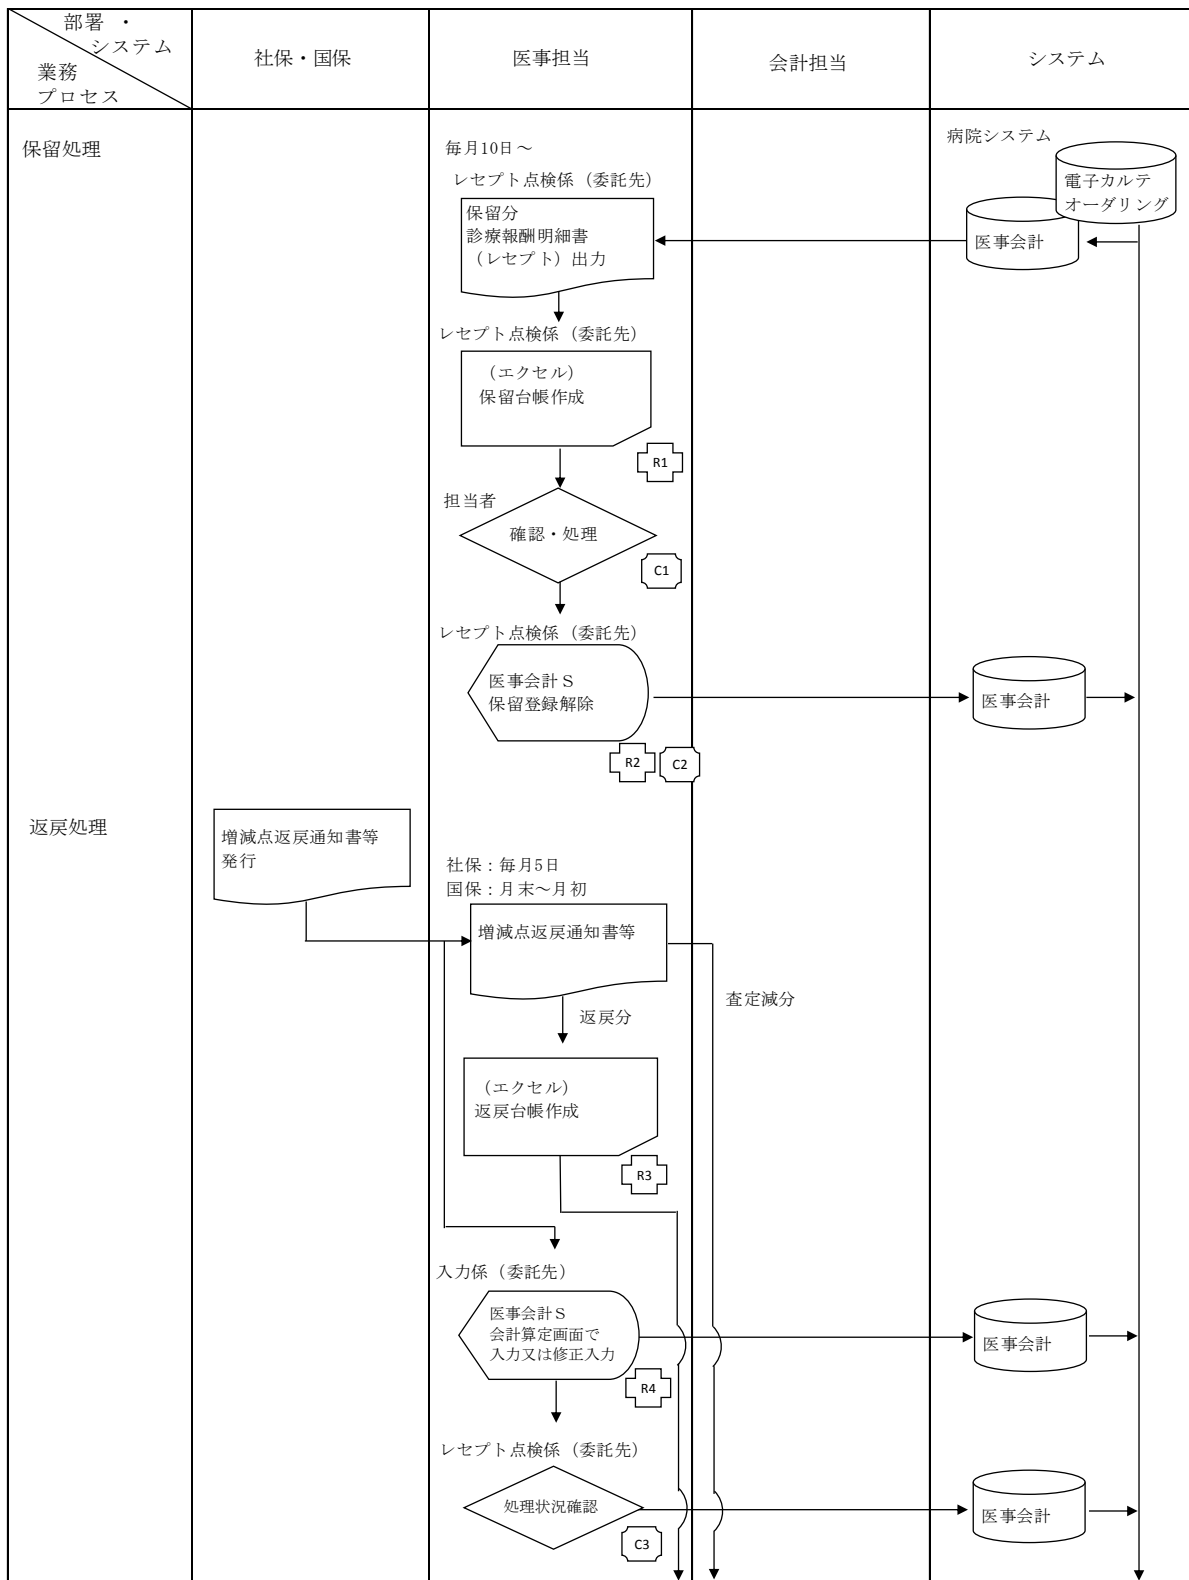 部署 ・
システム
業務
プロセス
社保・国保
医事担当
会計担当
システム
保留処理
毎月10日～
レセプト点検係（委託先）
保留分
診療報酬明細書
（レセプト）出力
病院システム
電子カルテ
オーダリング
医事会計
レセプト点検係（委託先）
（エクセル）
保留台帳作成
R1
担当者
確認・処理
C1
レセプト点検係（委託先）
医事会計Ｓ
保留登録解除
医事会計
R2
C2
返戻処理
増減点返戻通知書等
発行
社保：毎月5日
国保：月末～月初
増減点返戻通知書等
査定減分
返戻分
（エクセル）
返戻台帳作成
R3
入力係（委託先）
医事会計Ｓ
会計算定画面で
入力又は修正入力
医事会計
R4
レセプト点検係（委託先）
処理状況確認
医事会計
C3